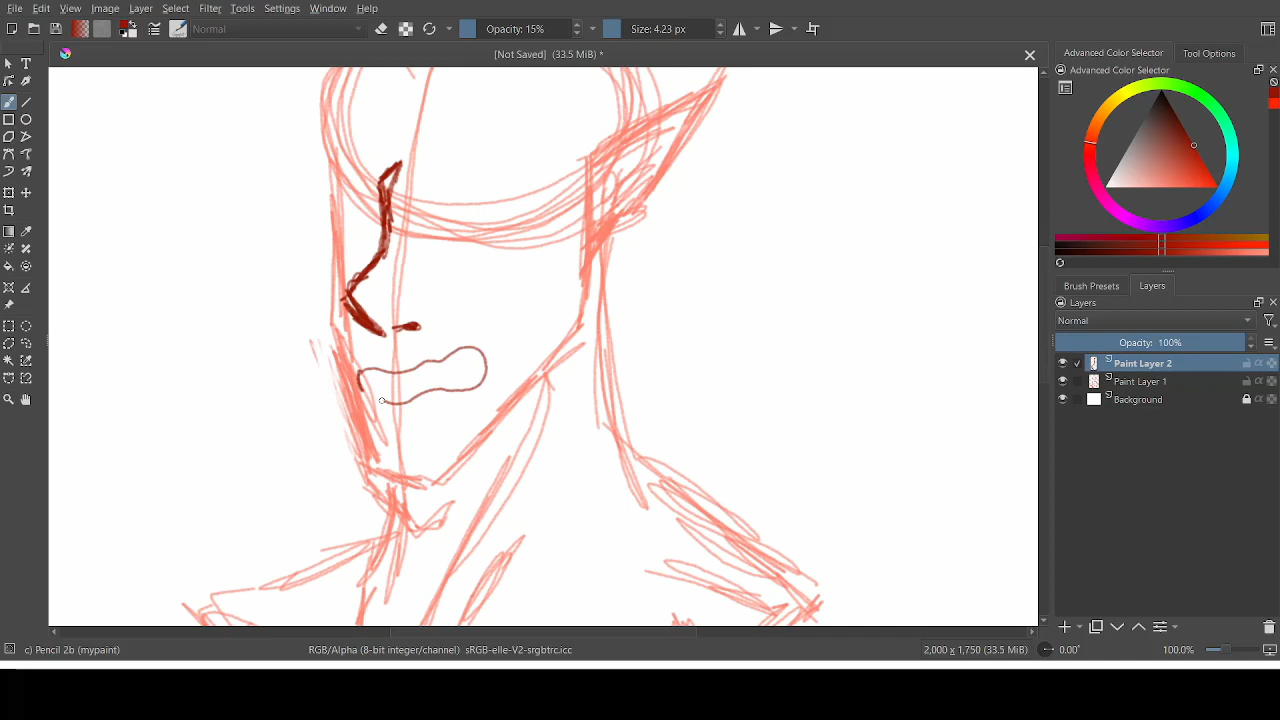 File Edit View Image Layer Select Filter Tools Settings Window Help
Normal Opacity: 15% Size: 4.23 px
[Not Saved] (33.5 MiB) *
Advanced Color Selector Tool Options
Advanced Color Selector
Brush Presets Layers
Layers
Normal
Opacity: 100%
Paint Layer 2
Paint Layer 1
Background
c) Pencil 2b (mypaint) RGB/Alpha (8-bit integer/channel) sRGB-elle-V2-srgbtrc.icc 2,000 x 1,750 (33.5 MiB) 0.00° 100.0%